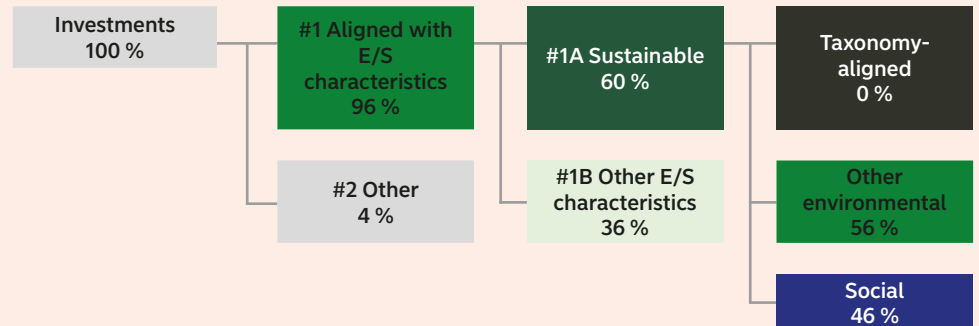 Investments
100 %
#1 Aligned with
E/S
characteristics
96 %
#1A Sustainable
60 %
Taxonomy-
aligned
0 %
#2 Other
4 %
#1B Other E/S
characteristics
36 %
Other
environmental
56 %
Social
46 %